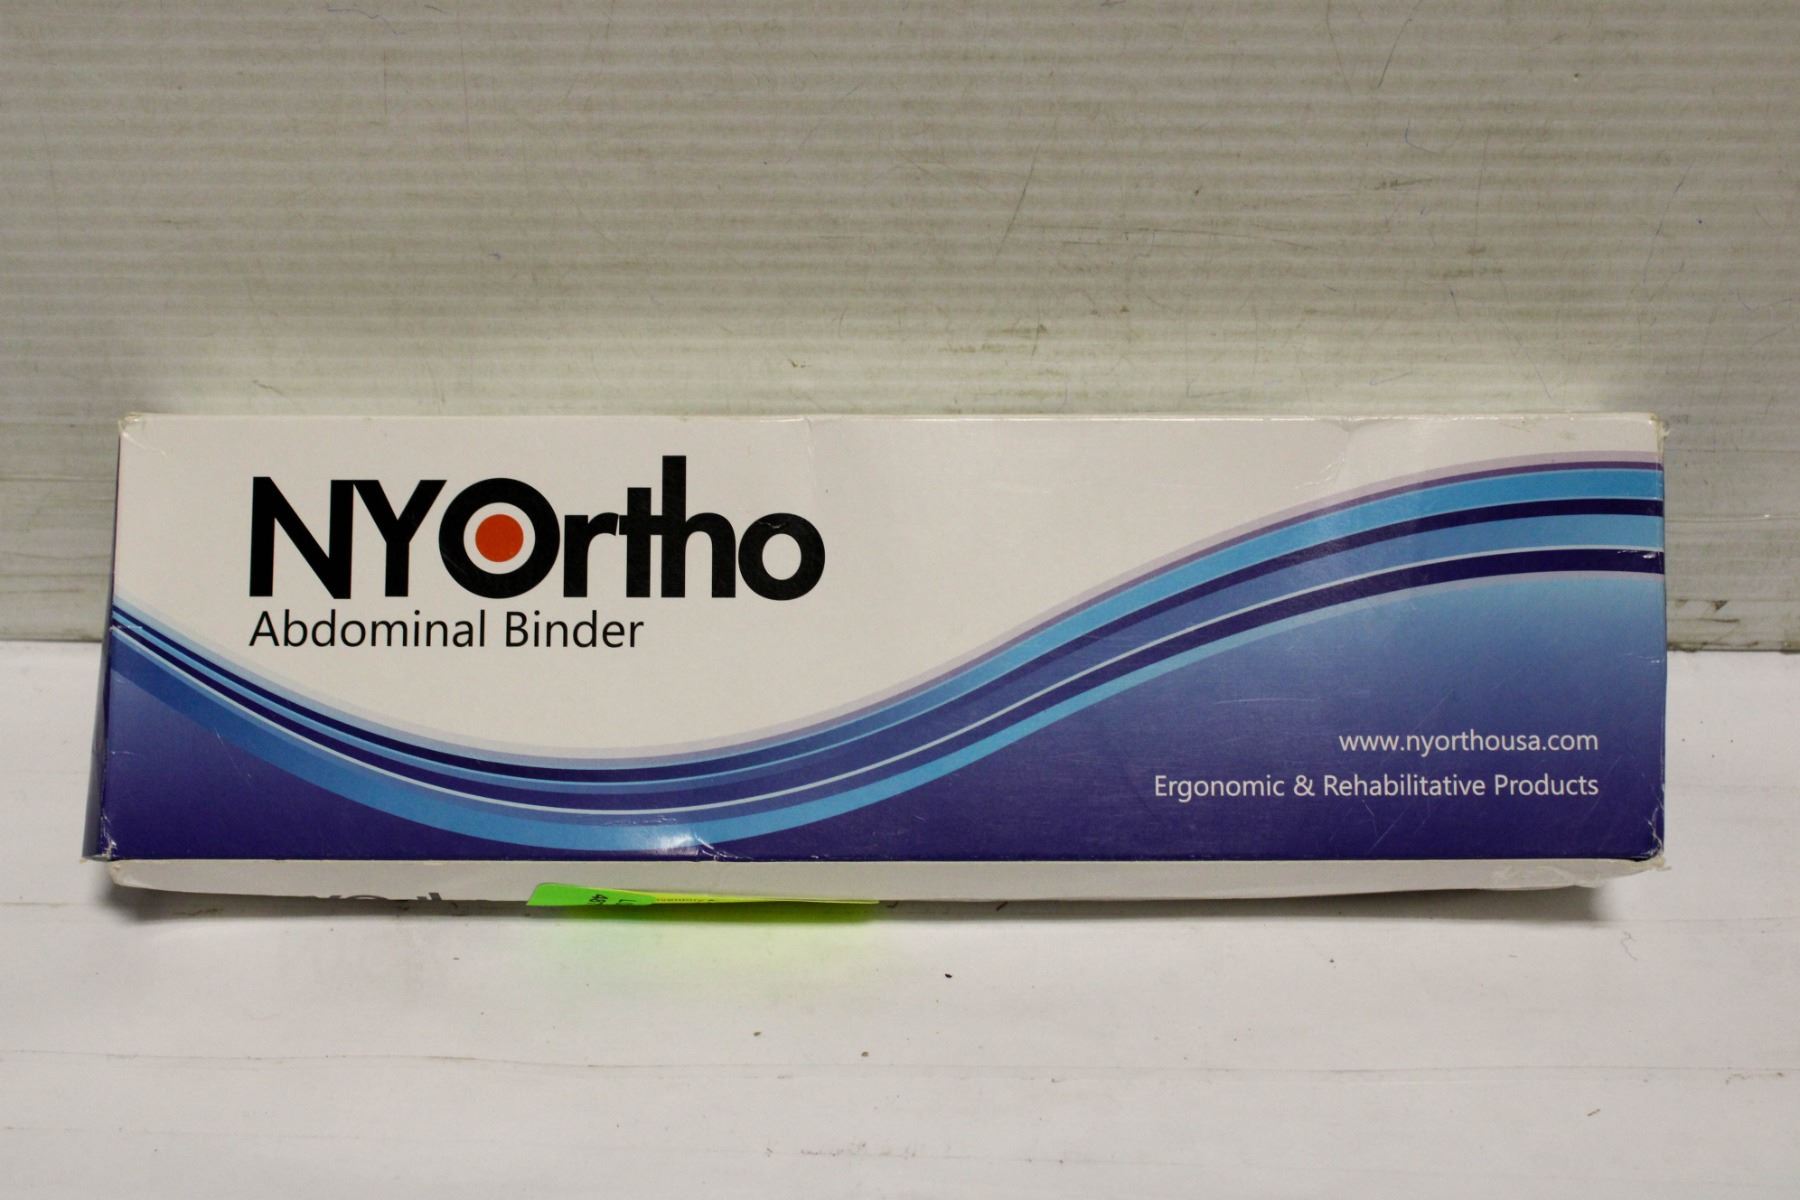 NYOrtho
Abdominal Binder
www.nyorthousa.com
Ergonomic & Rehabilitative Products